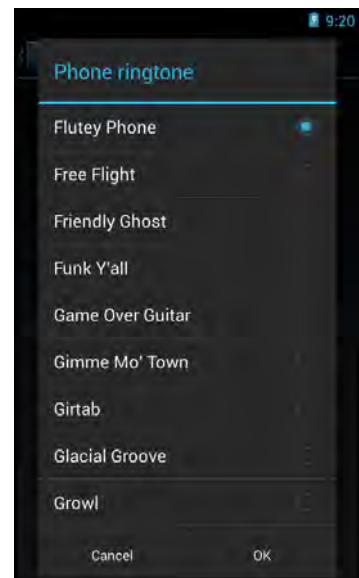 9:20
Phone ringtone
Flutey Phone
Free Flight
Friendly Ghost
Funk Y'all
Game Over Guitar
Gimme Mo' Town
Girtab
Glacial Groove
Growl
Cancel OK